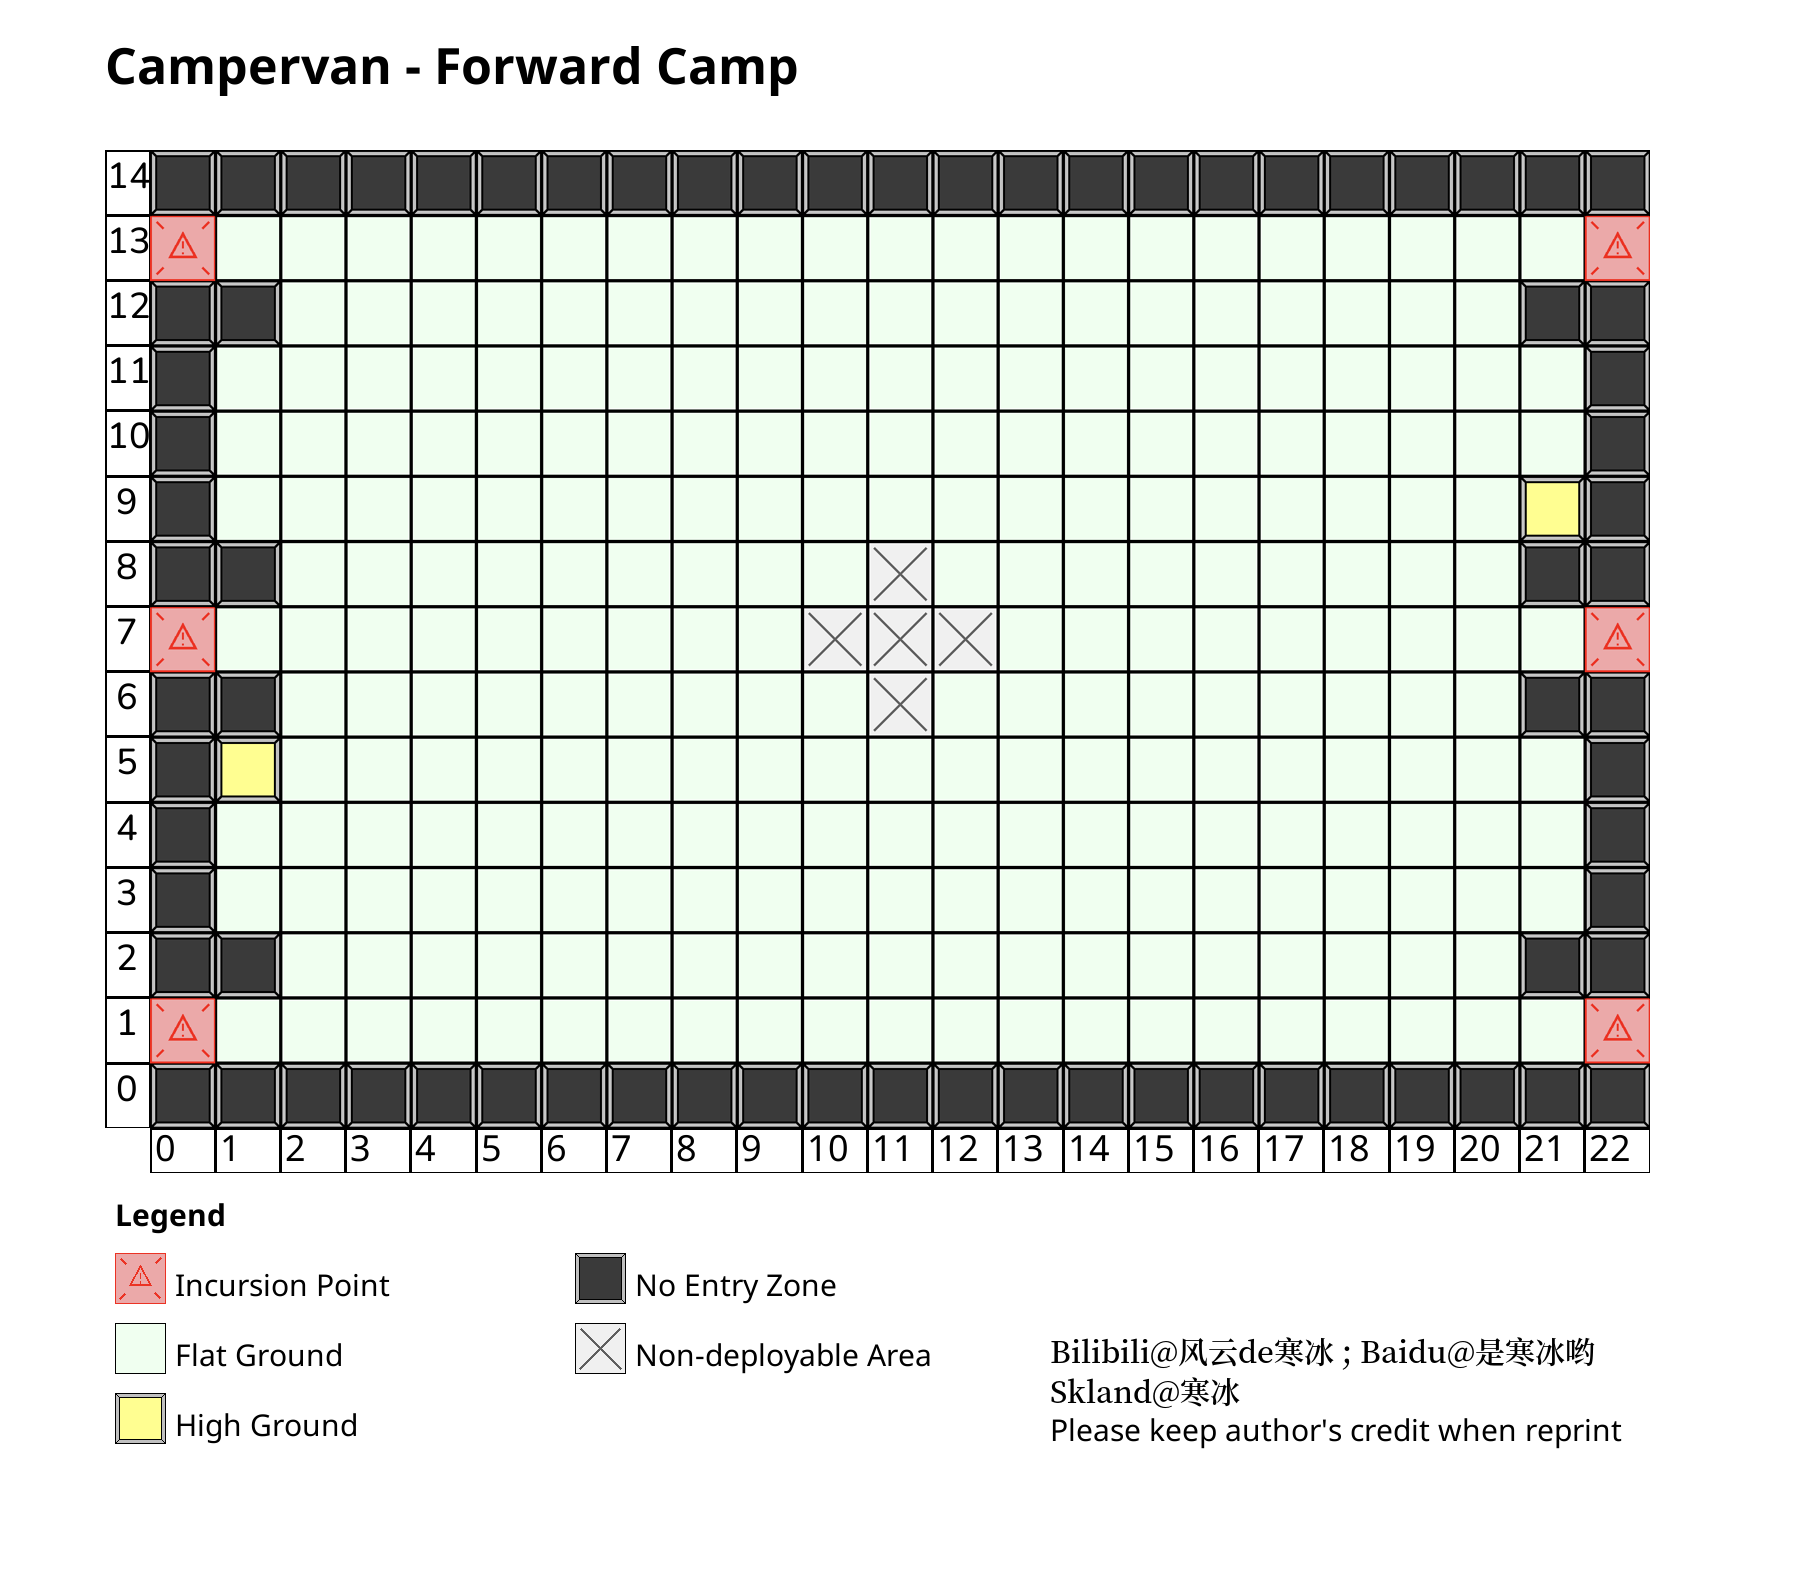 Campervan - Forward Camp
14
13
12
11
10
9
8
7
6
5
4
3
2
1
0
0 1 2 3 4 5 6 7 8 9 10 11 12 13 14 15 16 17 18 19 20 21 22
Legend
Incursion Point
No Entry Zone
Flat Ground
Non-deployable Area
High Ground
Bilibili@风云de寒冰 ; Baidu@是寒冰哟
Skland@寒冰
Please keep author's credit when reprint